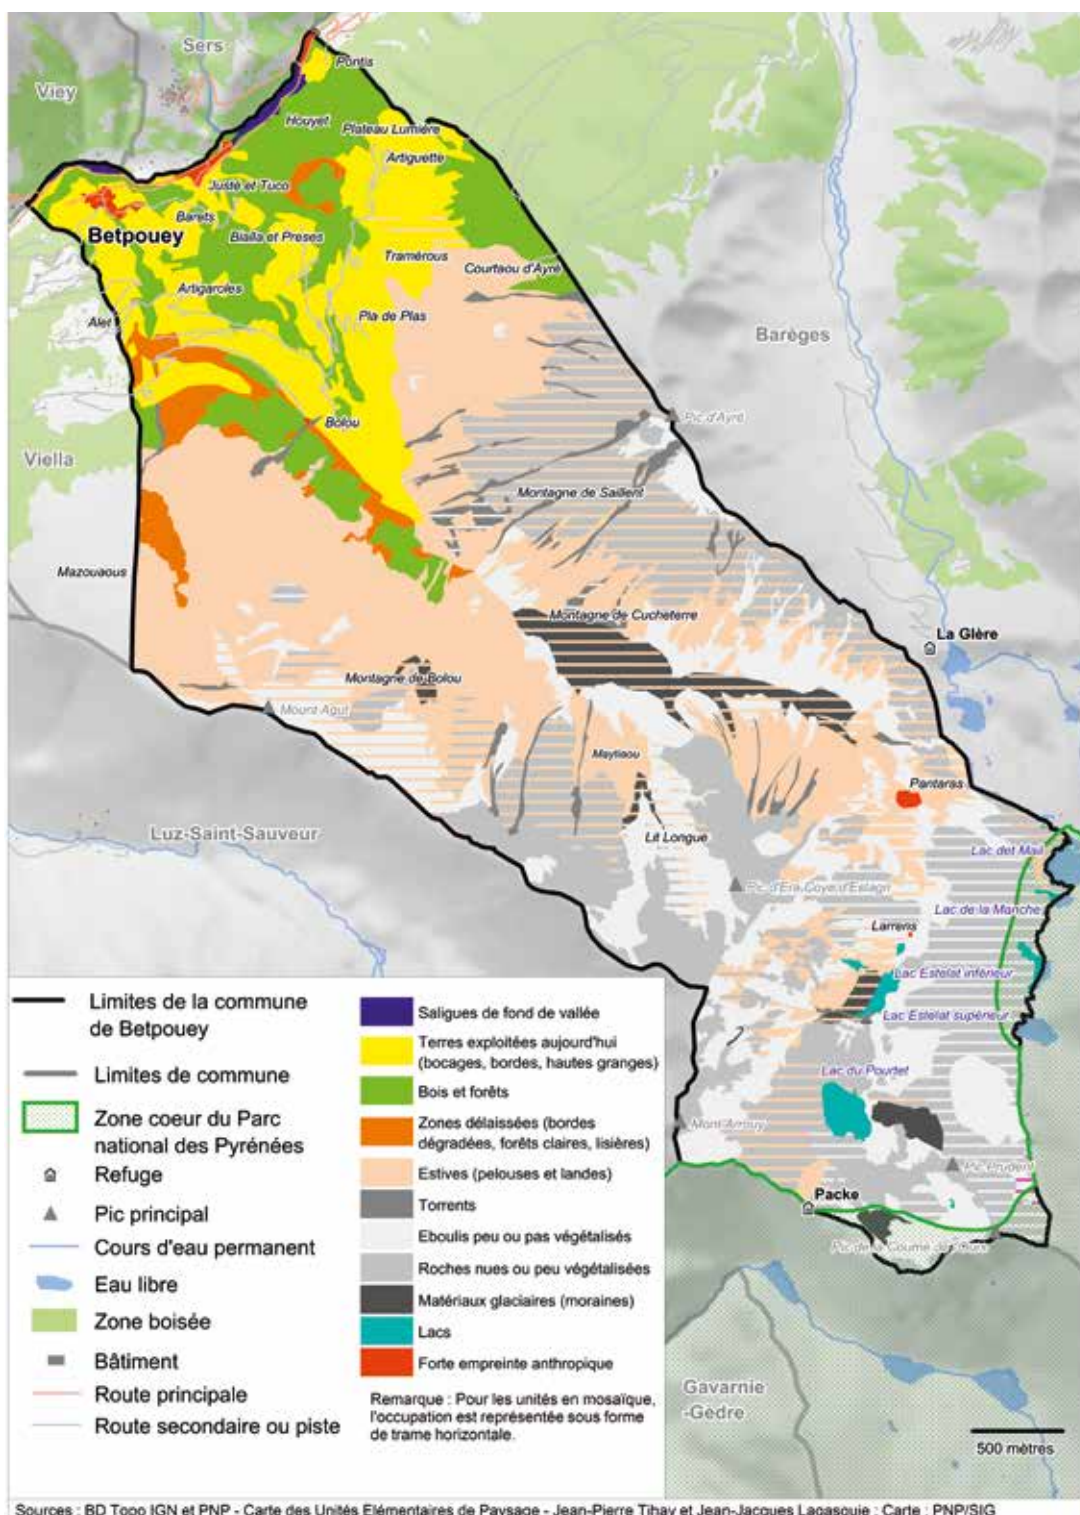 Sers
Viey
Pontis
Houyet
Plateau Lumière
Artiguette
Justé et Tuco
Barets
Betpouey
Bialla et Preses
Tramérous
Courtaou d'Ayré
Artigaroles
Pla de Plas
Alet
Barèges
Pic d'Ayré
Bolou
Viella
Montagne de Saillent
Mazouaous
Montagne de Cucheterre
La Glère
Montagne de Bolou
Mount Agut
Maytisou
Pantaras
Luz-Saint-Sauveur
Lit Longue
Lac det Mail
Pic d'Era Coye d'Estagn
Lac de la Manche
Larrens
Lac Estelat inférieur
Lac Estelat supérieur
Lac du Pourtet
Mont Arrouy
Pic Prudent
Packe
Pic de la Coume de
Gavarnie
-Gèdre
500 mètres
Limites de la commune
de Betpouey
Limites de commune
Zone coeur du Parc
national des Pyrénées
Refuge
Pic principal
Cours d'eau permanent
Eau libre
Zone boisée
Bâtiment
Route principale
Route secondaire ou piste
Saligues de fond de vallée
Terres exploitées aujourd'hui
(bocages, bordes, hautes granges)
Bois et forêts
Zones délaissées (bordes
dégradées, forêts claires, lisières)
Estives (pelouses et landes)
Torrents
Eboulis peu ou pas végétalisés
Roches nues ou peu végétalisées
Matériaux glaciaires (moraines)
Lacs
Forte empreinte anthropique
Remarque : Pour les unités en mosaïque,
l'occupation est représentée sous forme
de trame horizontale.
Sources : BD Topo IGN et PNP - Carte des Unités Elémentaires de Paysage - Jean-Pierre Tihay et Jean-Jacques Lagasquie ; Carte : PNP/SIG